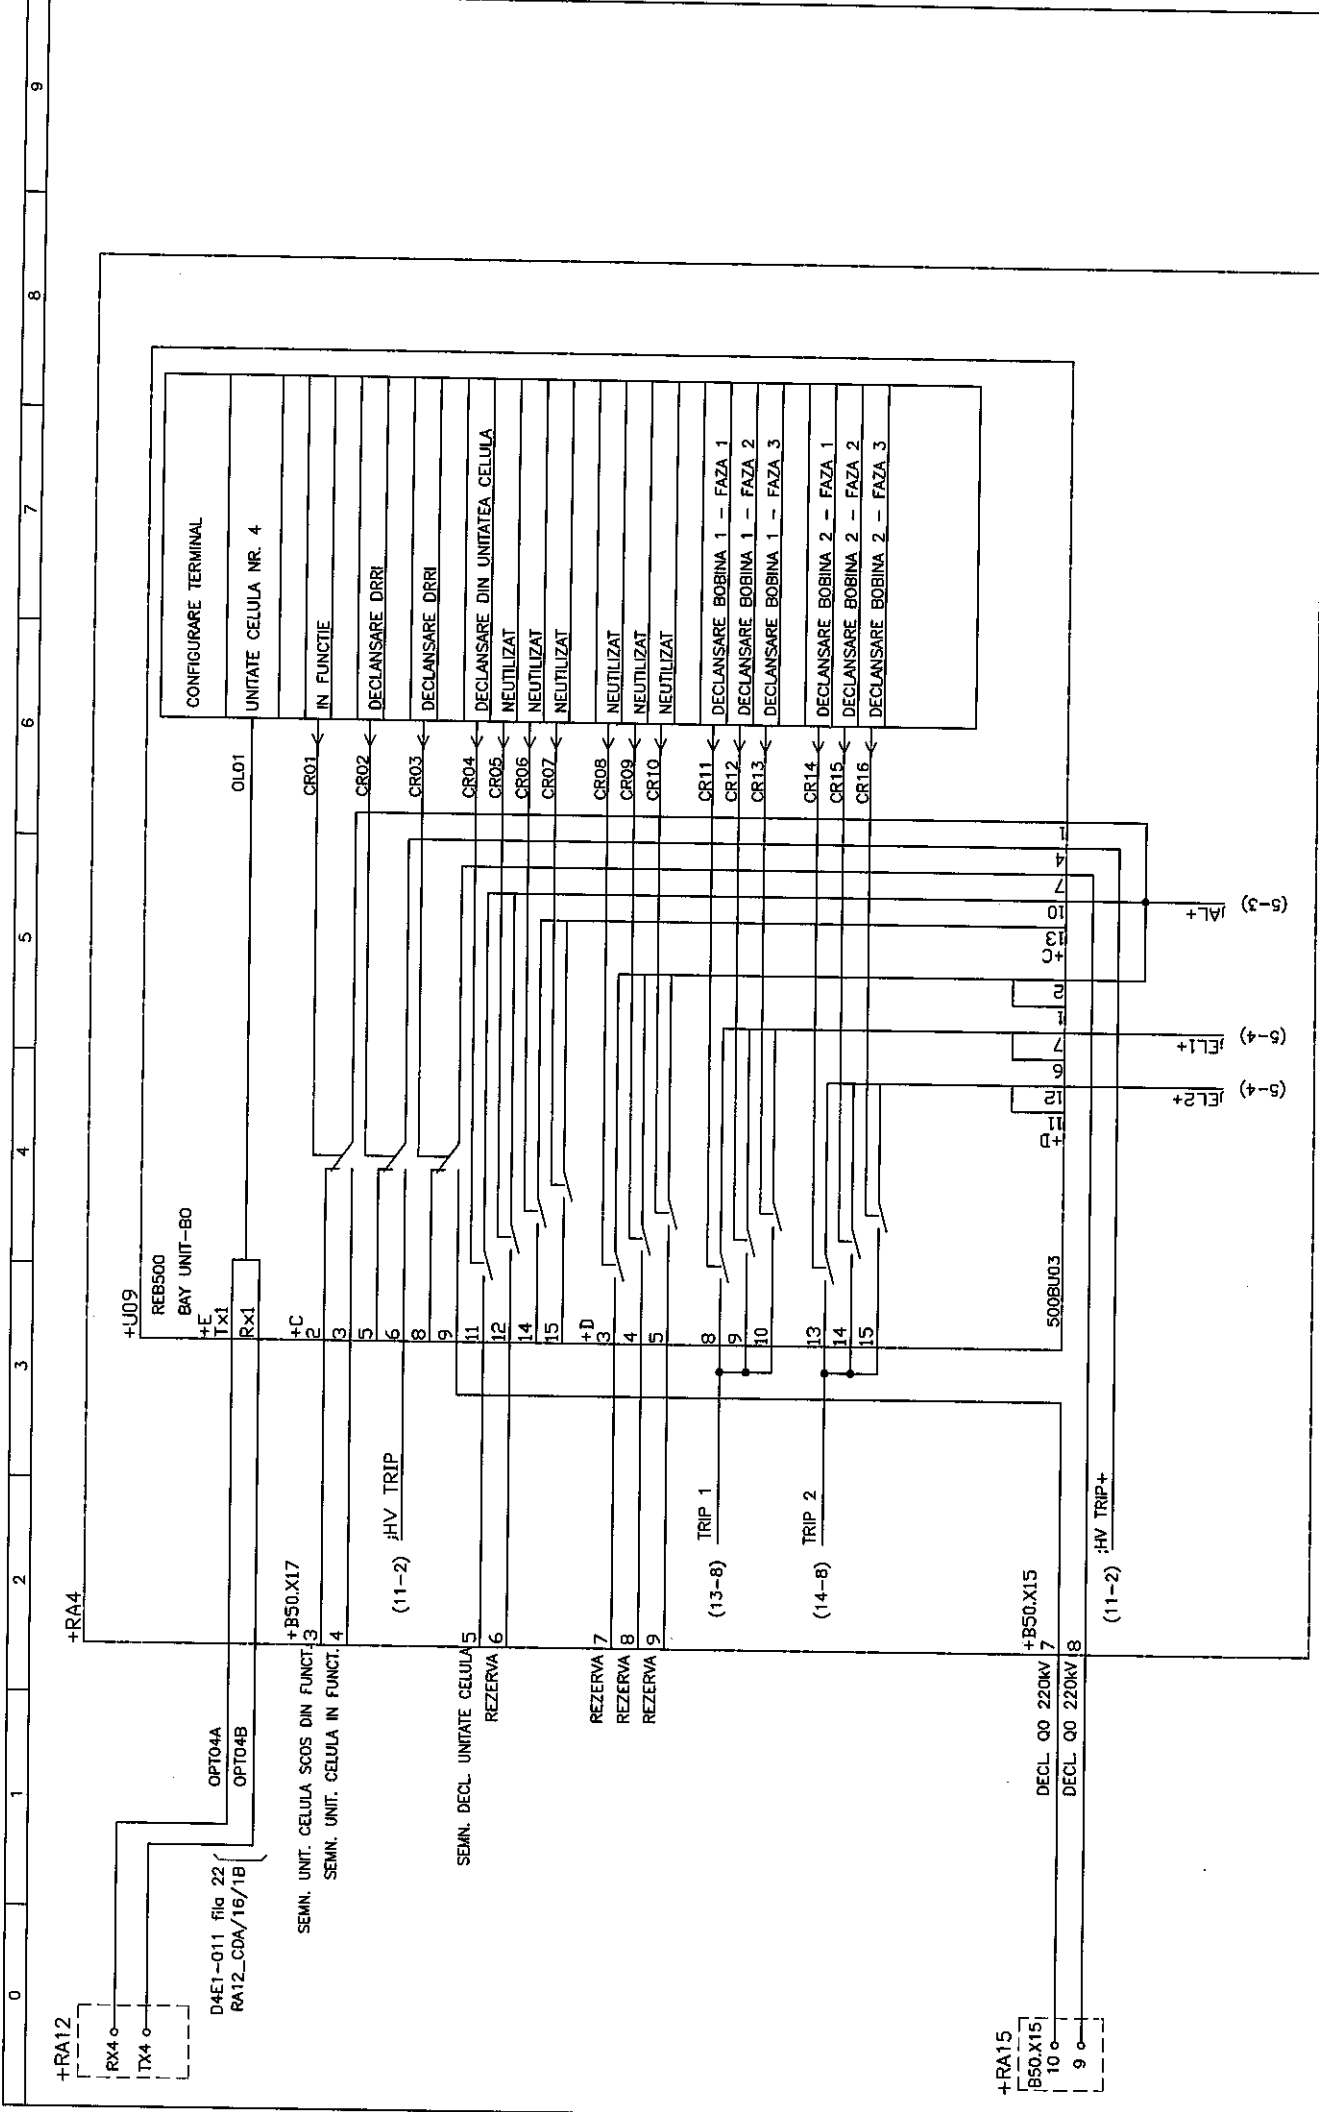 0 1 2 3 4 5 6 7 8 9
+RA12
RX4
TX4
D4E1-011 fila 22
RA12_CDA/16/1B
OPT04A
OPT04B
+RA4
+U09
REB500
BAY UNIT-BO
+E
Tx1
Rx1
OL01
CONFIGURARE TERMINAL
UNITATE CELULA NR. 4
+B50.X17
+C
SEMN. UNIT. CELULA SCOS DIN FUNCT. 3
2
CR01
IN FUNCTIE
SEMN. UNIT. CELULA IN FUNCT. 4
3
5
CR02
DECLANSARE DRRI
(11-2) ;HV TRIP
6
8
CR03
DECLANSARE DRRI
9
SEMN. DECL. UNITATE CELULA 5
11
CR04
DECLANSARE DIN UNITATEA CELULA
REZERVA 6
12
CR05
NEUTILIZAT
14
CR06
NEUTILIZAT
15
CR07
NEUTILIZAT
+D
REZERVA 7
3
CR08
NEUTILIZAT
REZERVA 8
4
CR09
NEUTILIZAT
REZERVA 9
5
CR10
NEUTILIZAT
(13-8) TRIP 1
8
CR11
DECLANSARE BOBINA 1 - FAZA 1
9
CR12
DECLANSARE BOBINA 1 - FAZA 2
10
CR13
DECLANSARE BOBINA 1 - FAZA 3
(14-8) TRIP 2
13
CR14
DECLANSARE BOBINA 2 - FAZA 1
14
CR15
DECLANSARE BOBINA 2 - FAZA 2
15
CR16
DECLANSARE BOBINA 2 - FAZA 3
500BU03
+D
11
12
6
7
1
2
+C
13
10
7
4
1
;EL2+ (5-4)
;EL1+ (5-4)
;AL+ (5-3)
+B50.X15
DECL. Q0 220kV 7
DECL. Q0 220kV 8
(11-2) ;HV TRIP+
+RA15
B50.X15
10
9